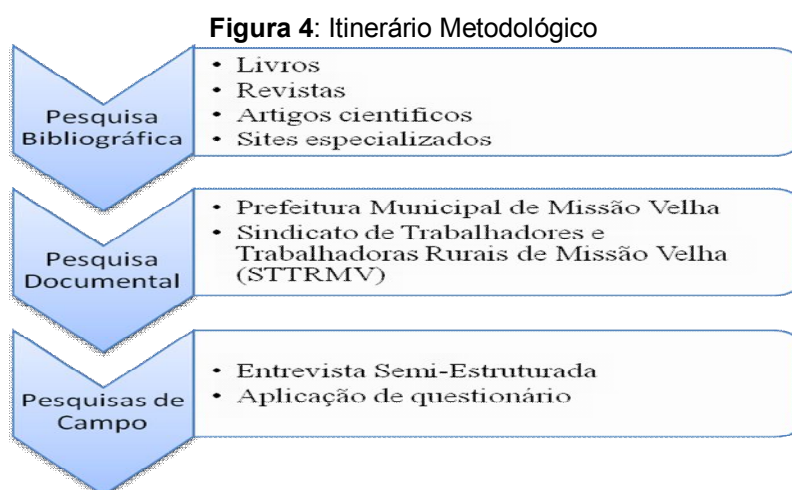 Figura 4: Itinerário Metodológico
Pesquisa
Bibliográfica
• Livros
• Revistas
• Artigos cientificos
• Sites especializados
Pesquisa
Documental
• Prefeitura Municipal de Missão Velha
• Sindicato de Trabalhadores e
Trabalhadoras Rurais de Missão Velha
(STTRMV)
Pesquisas de
Campo
• Entrevista Semi-Estruturada
• Aplicação de questionário